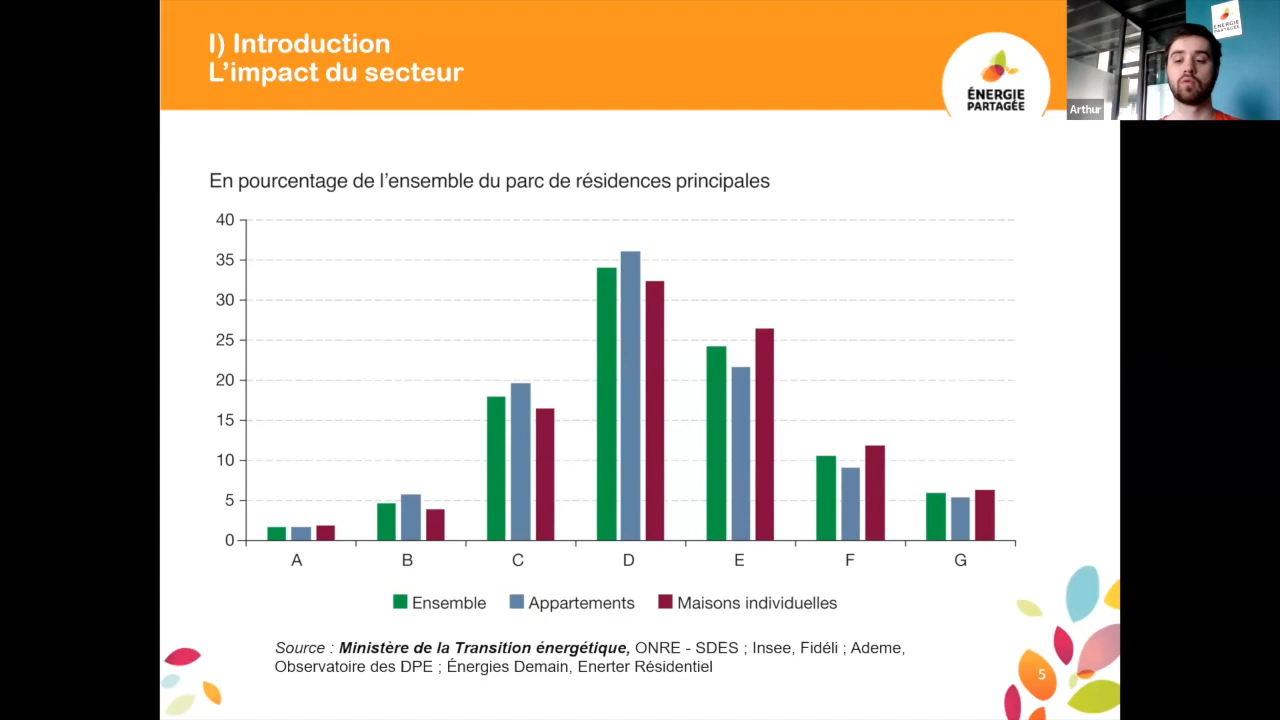 I) Introduction
L'impact du secteur
ÉNERGIE
PARTAGÉE
ÉNERGIE
PARTAGÉE
Arthur
En pourcentage de l'ensemble du parc de résidences principales
40
35
30
25
20
15
10
5
0
A B C D E F G
Ensemble Appartements Maisons individuelles
Source : Ministère de la Transition énergétique, ONRE - SDES ; Insee, Fidéli ; Ademe,
Observatoire des DPE ; Énergies Demain, Enerter Résidentiel
5